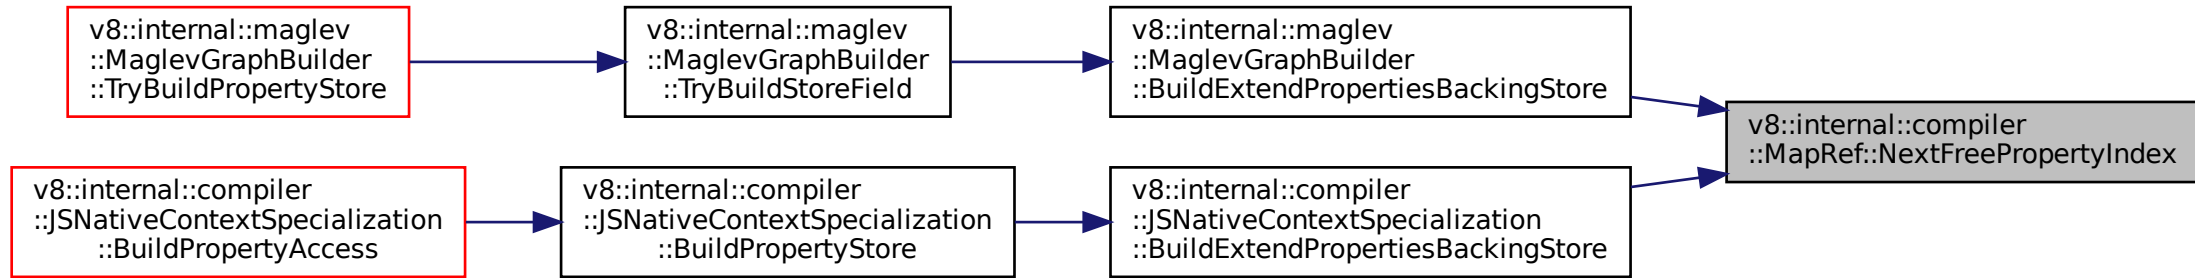 v8::internal::maglev
::MaglevGraphBuilder
::TryBuildPropertyStore
v8::internal::maglev
::MaglevGraphBuilder
::TryBuildStoreField
v8::internal::maglev
::MaglevGraphBuilder
::BuildExtendPropertiesBackingStore
v8::internal::compiler
::MapRef::NextFreePropertyIndex
v8::internal::compiler
::JSNativeContextSpecialization
::BuildPropertyAccess
v8::internal::compiler
::JSNativeContextSpecialization
::BuildPropertyStore
v8::internal::compiler
::JSNativeContextSpecialization
::BuildExtendPropertiesBackingStore